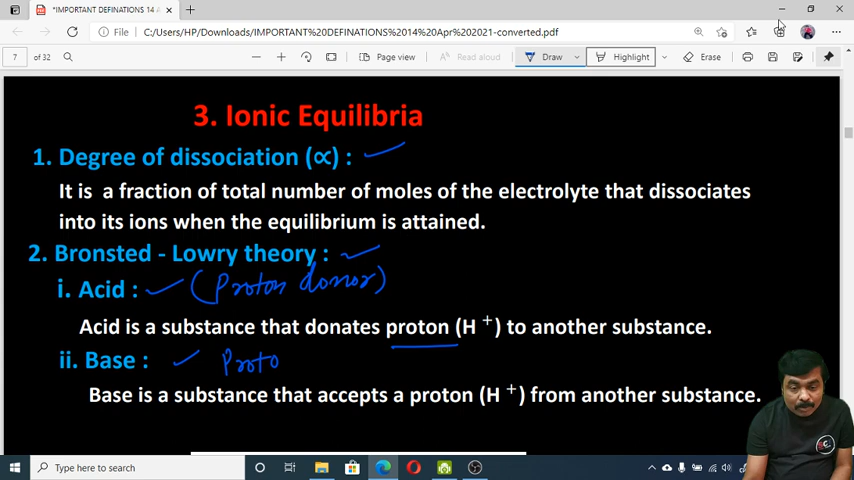 *IMPORTANT DEFINATIONS 14 A
File
C:/Users/HP/Downloads/IMPORTANT%20DEFINATIONS%2014%20Apr%202021-converted.pdf
7 of 32
Page view
Read aloud
Draw
Highlight
Erase
3. Ionic Equilibria
1. Degree of dissociation (∝) :
It is a fraction of total number of moles of the electrolyte that dissociates
into its ions when the equilibrium is attained.
2. Bronsted - Lowry theory :
i. Acid : (Proton donor)
Acid is a substance that donates proton (H +) to another substance.
ii. Base : Proto
Base is a substance that accepts a proton (H +) from another substance.
Type here to search